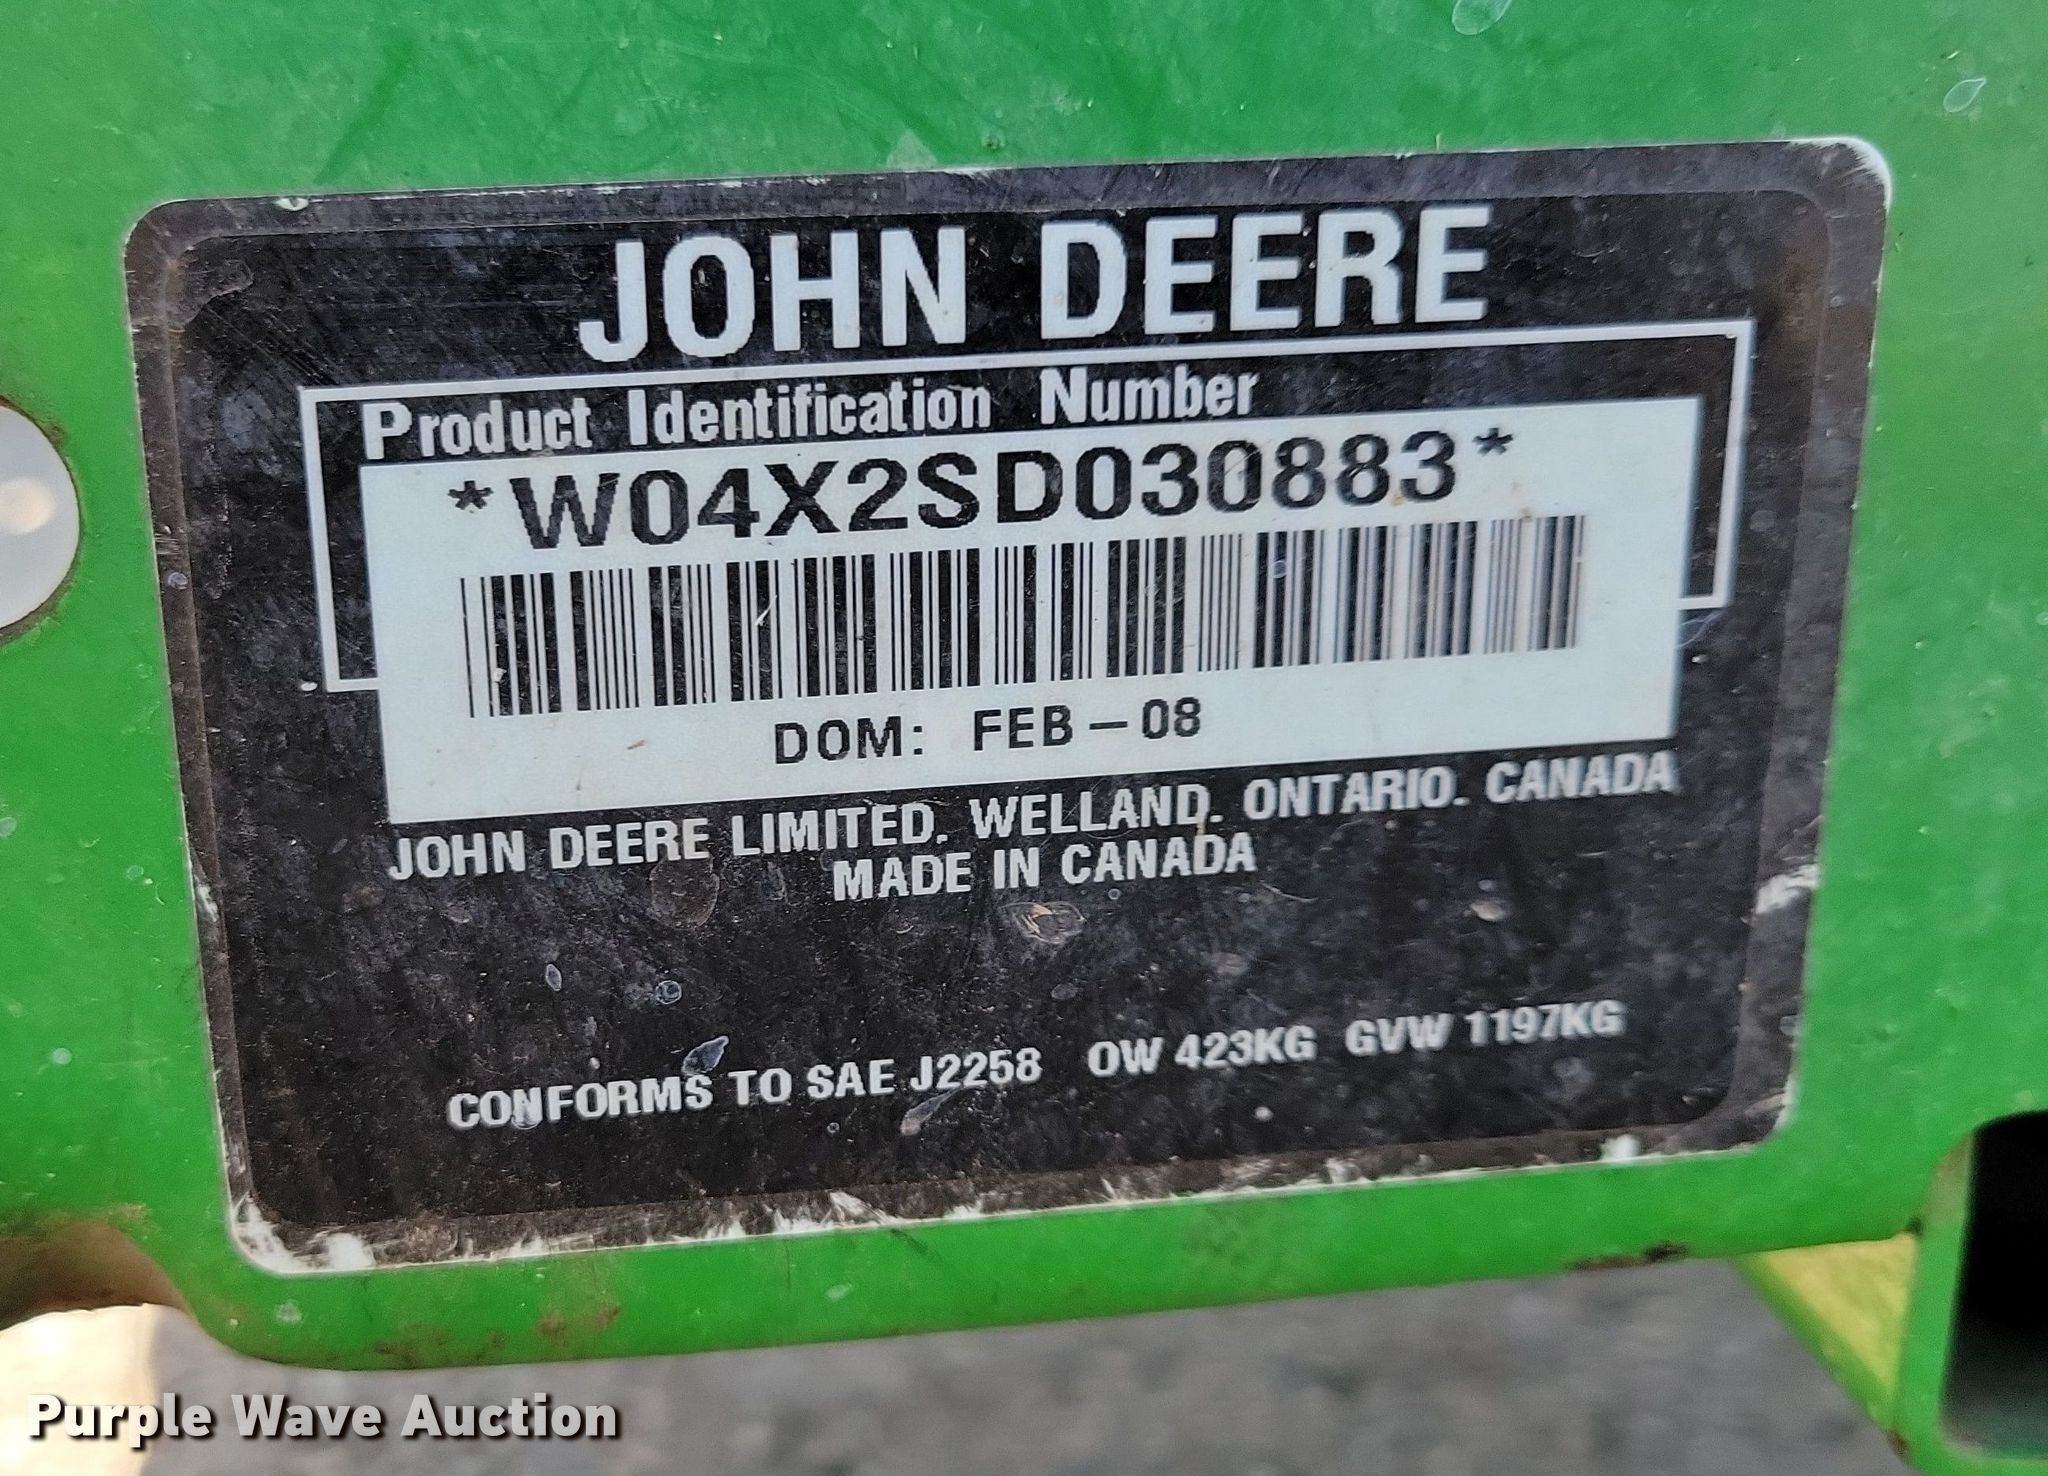 JOHN DEERE
Product Identification Number
*W04X2SD030883*
DOM: FEB-08
JOHN DEERE LIMITED. WELLAND. ONTARIO. CANADA
MADE IN CANADA
CONFORMS TO SAE J2258 OW 423KG GVW 1197KG
Purple Wave Auction